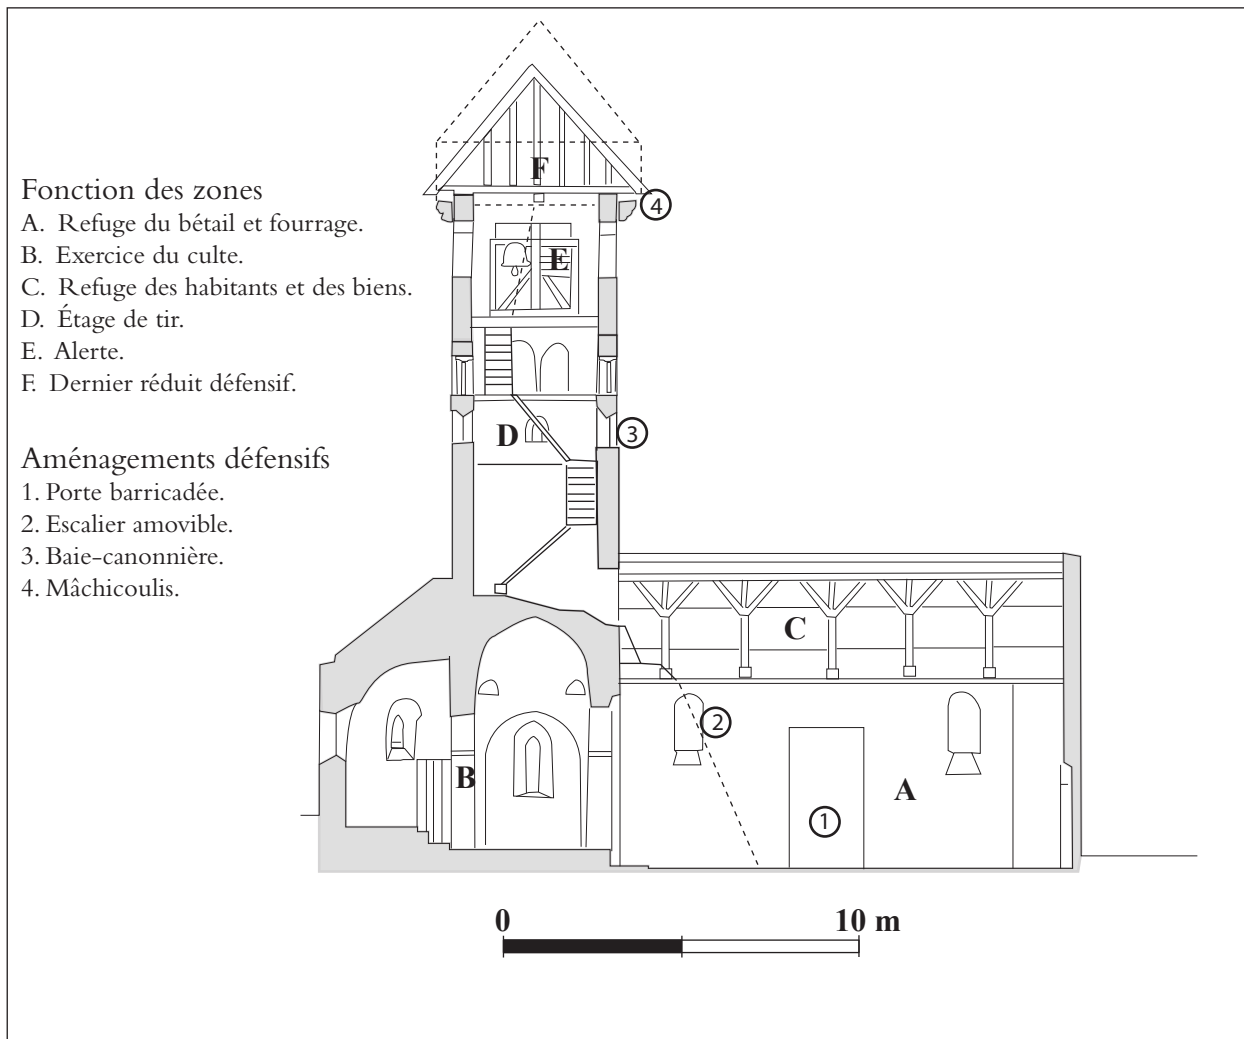 Fonction des zones
A. Refuge du bétail et fourrage.
B. Exercice du culte.
C. Refuge des habitants et des biens.
D. Étage de tir.
E. Alerte.
F. Dernier réduit défensif.
Aménagements défensifs
1. Porte barricadée.
2. Escalier amovible.
3. Baie-canonnière.
4. Mâchicoulis.
F
4
E
D
3
C
2
B
A
1
0
10 m